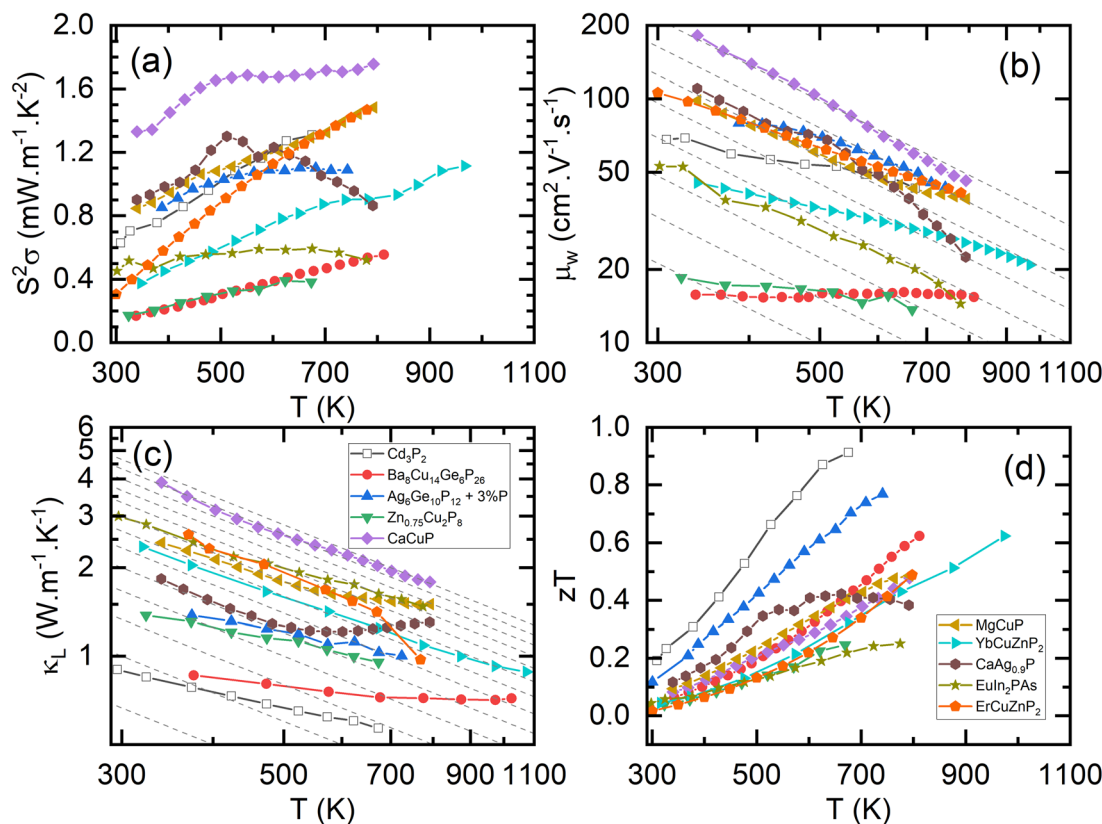 (a)
S²σ (mW.m⁻¹.K⁻²)
2.0
1.6
1.2
0.8
0.4
0.0
300 500 700 900 1100
T (K)
(b)
μw (cm².V⁻¹.s⁻¹)
200
100
50
20
10
300 500 700 900 1100
T (K)
(c)
κL (W.m⁻¹.K⁻¹)
6
5
4
3
2
1
Cd₃P₂
Ba₈Cu₁₄Ge₆P₂₆
Ag₆Ge₁₀P₁₂ + 3%P
Zn₀.₇₅Cu₂P₈
CaCuP
300 500 700 900 1100
T (K)
(d)
zT
1.0
0.8
0.6
0.4
0.2
0.0
MgCuP
YbCuZnP₂
CaAg₀.₉P
EuIn₂PAs
ErCuZnP₂
300 500 700 900 1100
T (K)